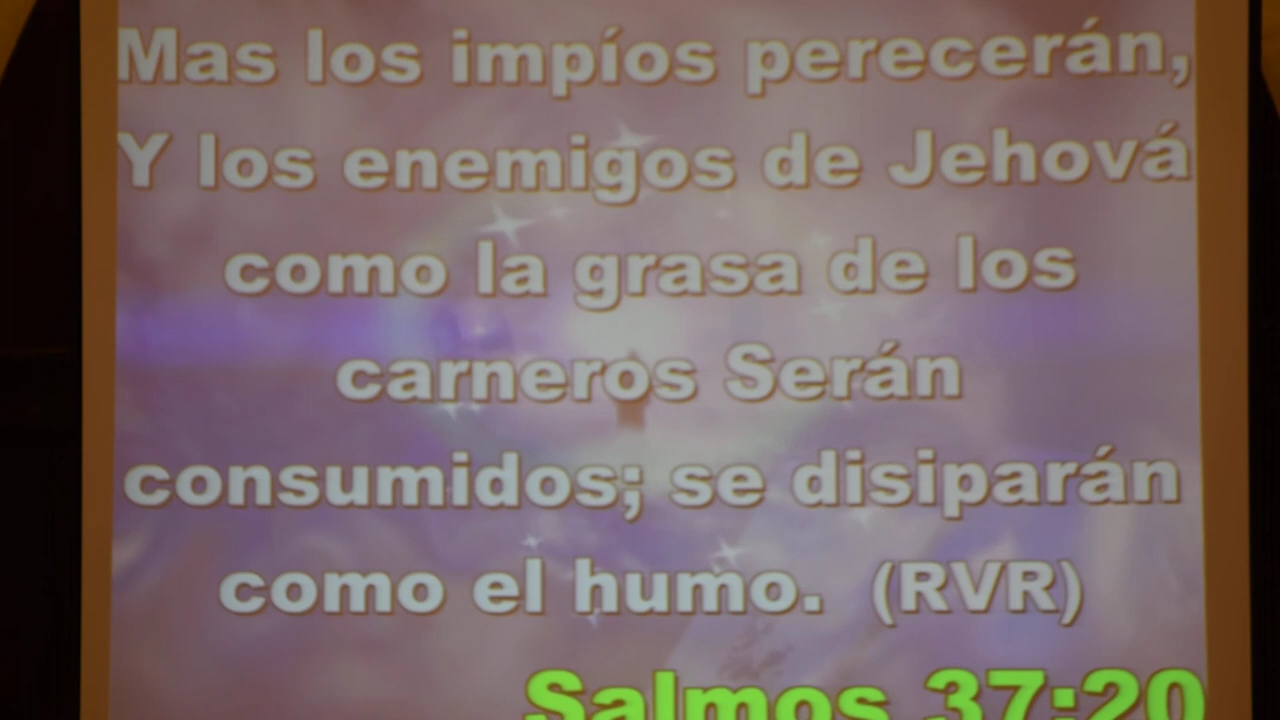 Mas los impíos perecerán,
Y los enemigos de Jehová
como la grasa de los
carneros Serán
consumidos; se disiparán
como el humo. (RVR)
Salmos 37:20